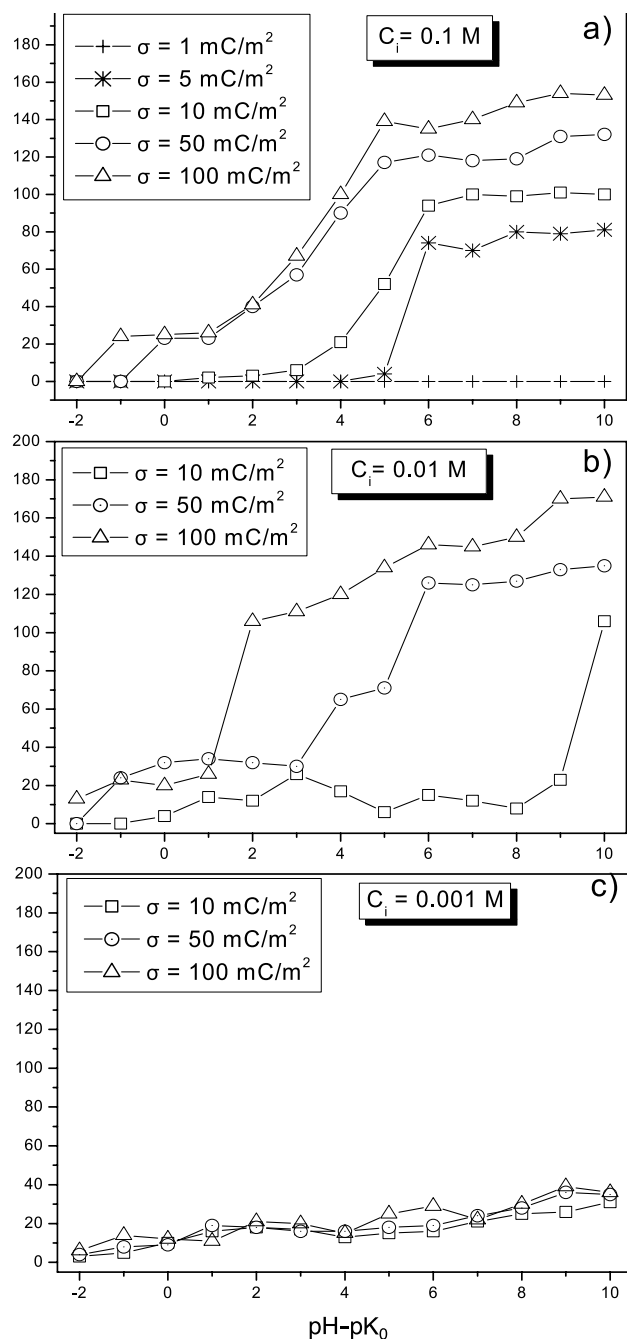 a)
C_i = 0.1 M
σ = 1 mC/m²
σ = 5 mC/m²
σ = 10 mC/m²
σ = 50 mC/m²
σ = 100 mC/m²
180
160
140
120
100
80
60
40
20
0
-2 0 2 4 6 8 10
b)
C_i = 0.01 M
σ = 10 mC/m²
σ = 50 mC/m²
σ = 100 mC/m²
200
180
160
140
120
100
80
60
40
20
0
-2 0 2 4 6 8 10
c)
C_i = 0.001 M
σ = 10 mC/m²
σ = 50 mC/m²
σ = 100 mC/m²
200
180
160
140
120
100
80
60
40
20
0
-2 0 2 4 6 8 10
pH-pK₀